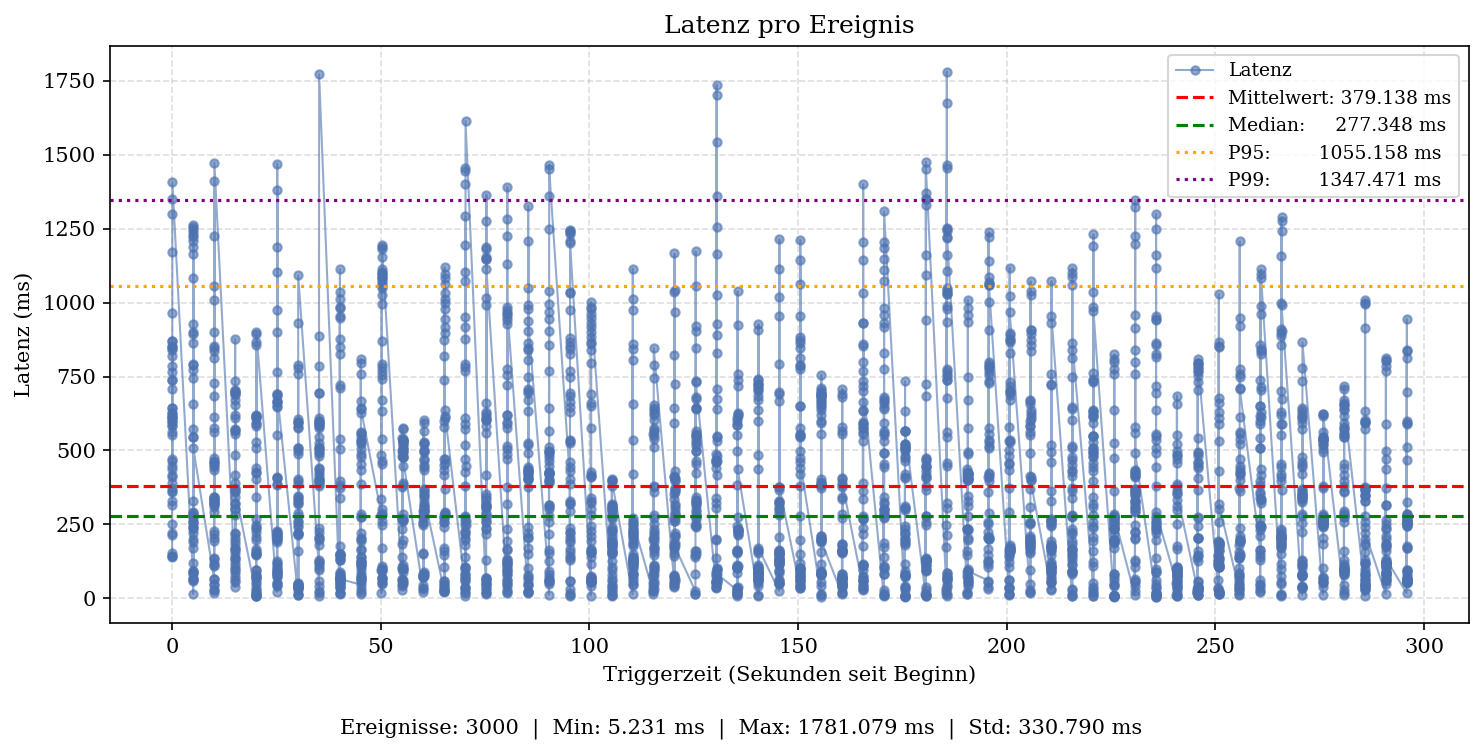 Latenz pro Ereignis
Latenz (ms)
1750
1500
1250
1000
750
500
250
0
Latenz
Mittelwert: 379.138 ms
Median: 277.348 ms
P95: 1055.158 ms
P99: 1347.471 ms
0 50 100 150 200 250 300
Triggerzeit (Sekunden seit Beginn)
Ereignisse: 3000 | Min: 5.231 ms | Max: 1781.079 ms | Std: 330.790 ms